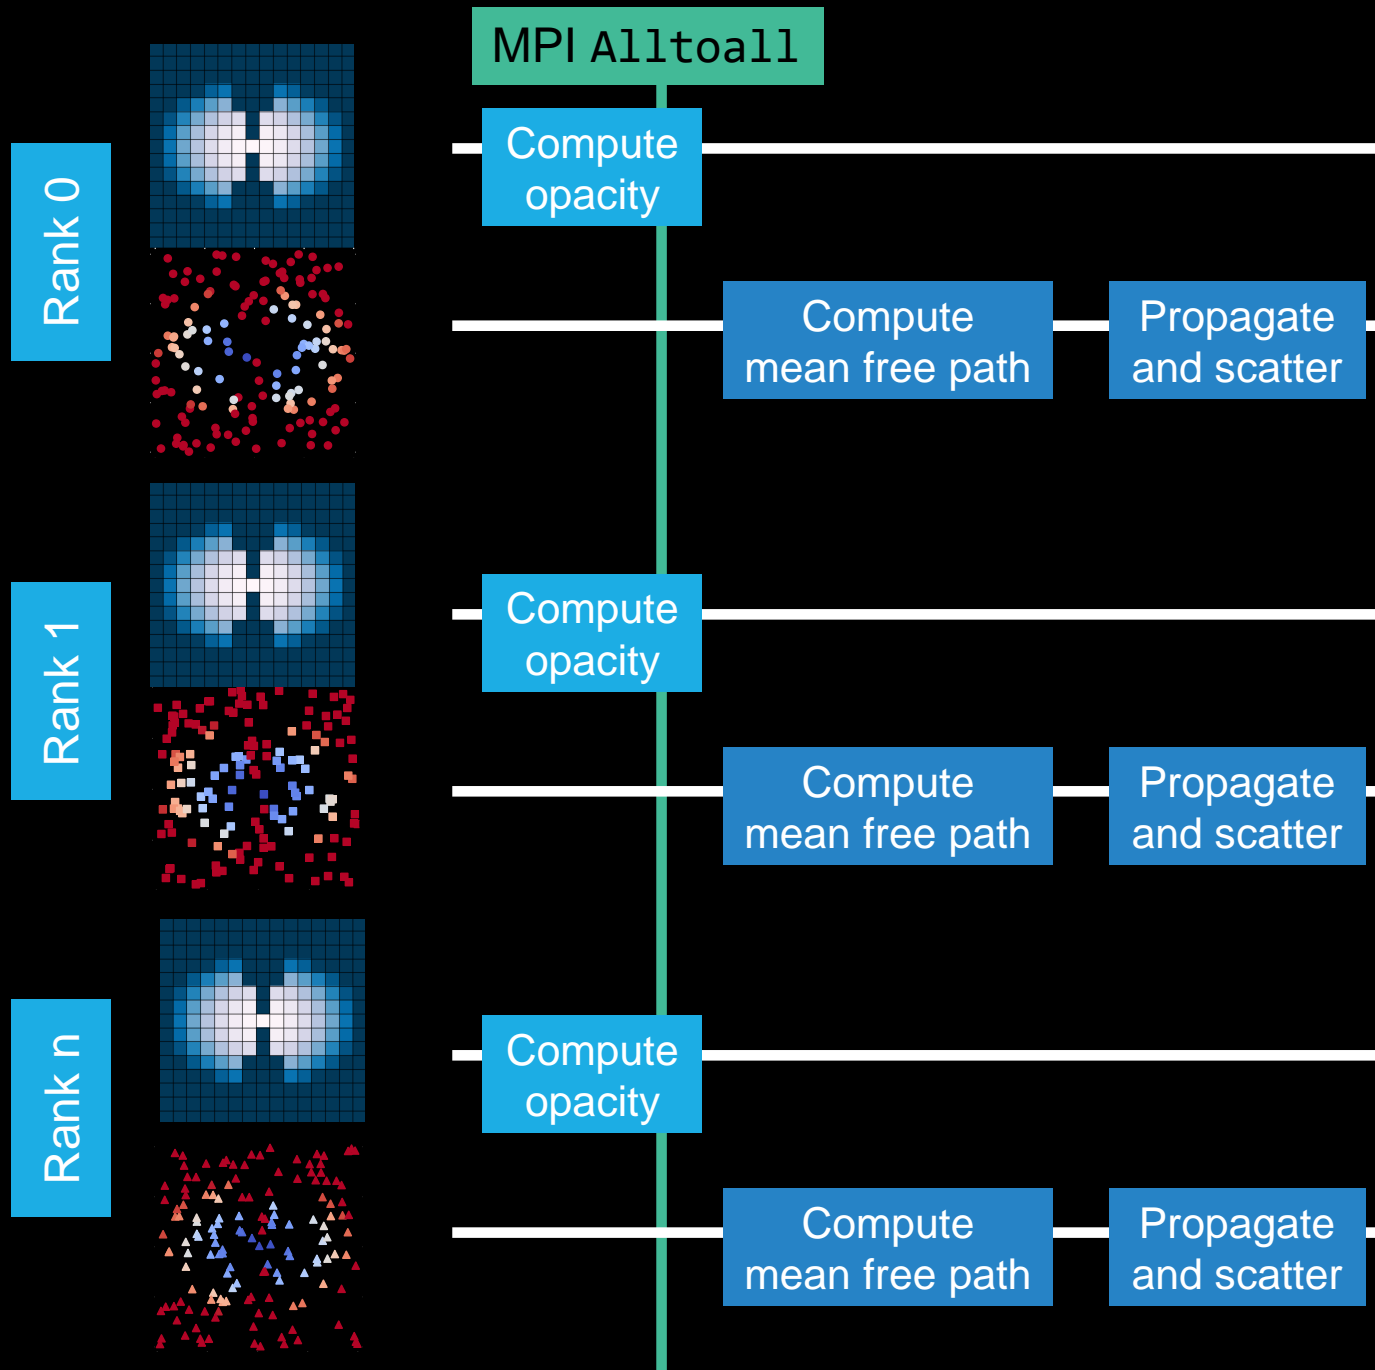 MPI Alltoall
Rank 0
Compute
opacity
Compute
mean free path
Propagate
and scatter
Rank 1
Compute
opacity
Compute
mean free path
Propagate
and scatter
Rank n
Compute
opacity
Compute
mean free path
Propagate
and scatter